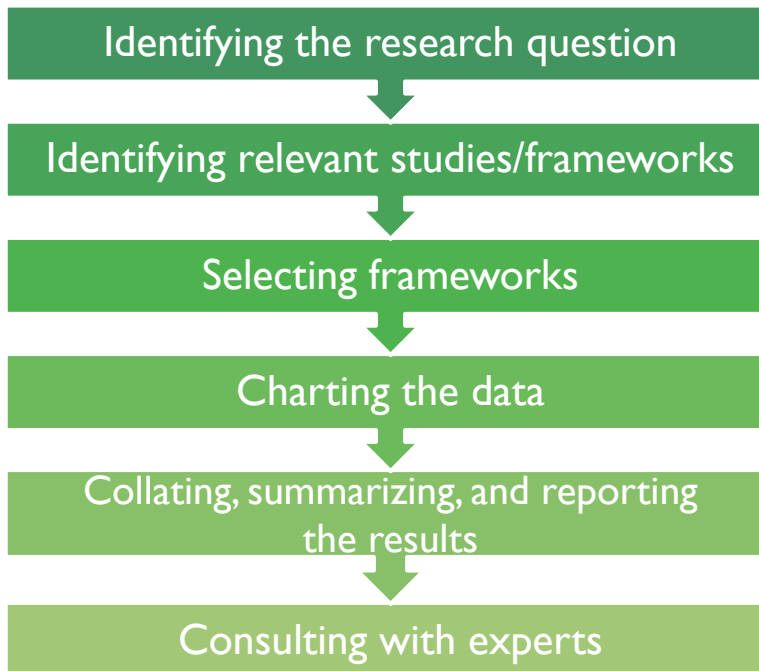 Identifying the research question
Identifying relevant studies/frameworks
Selecting frameworks
Charting the data
Collating, summarizing, and reporting
the results
Consulting with experts